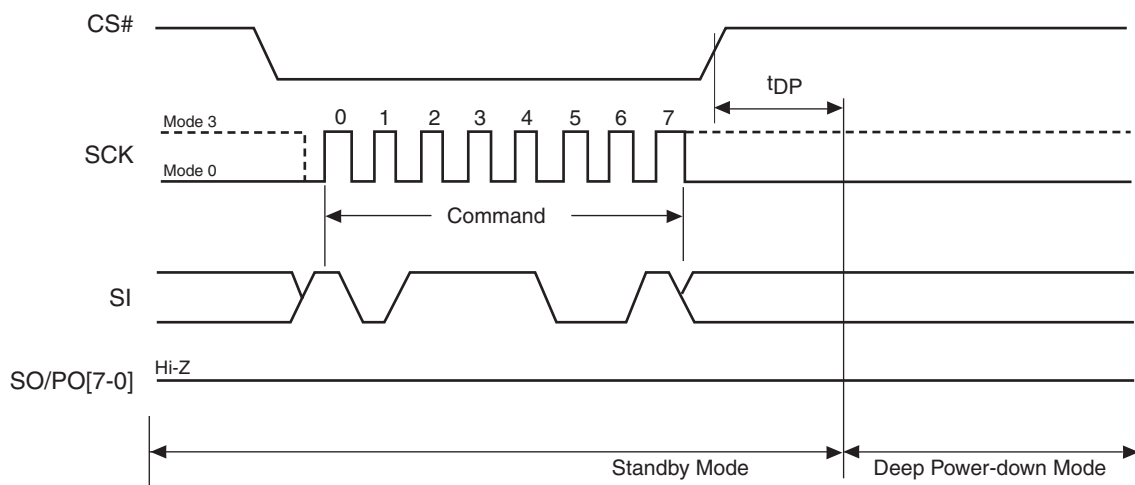 CS#
tDP
Mode 3
0 1 2 3 4 5 6 7
SCK
Mode 0
Command
SI
Hi-Z
SO/PO[7-0]
Standby Mode
Deep Power-down Mode